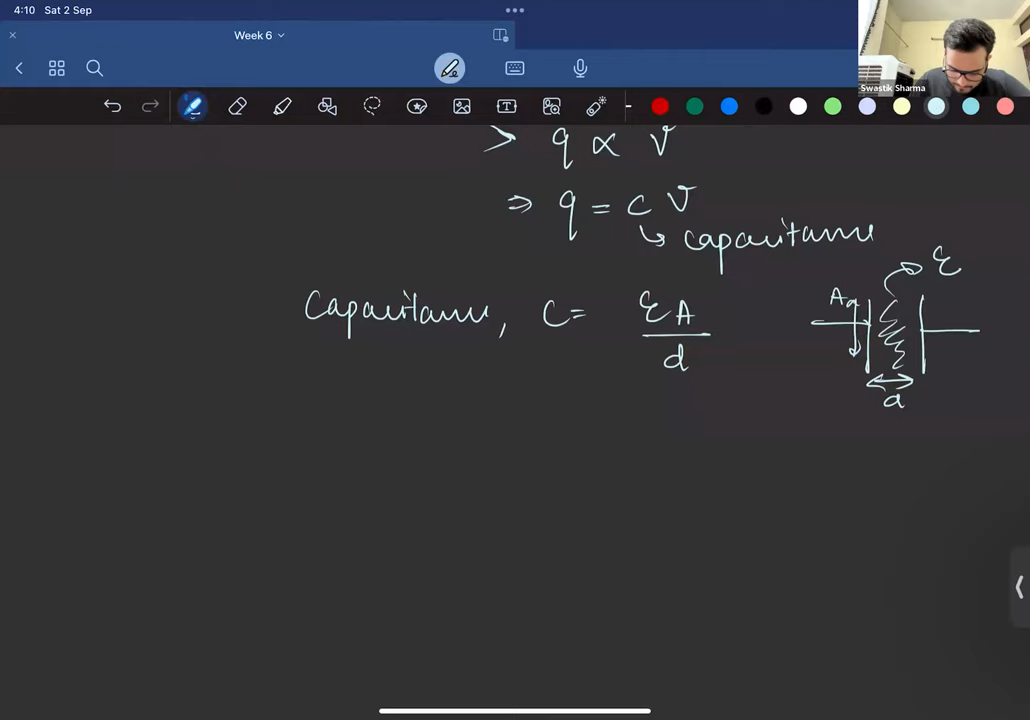 4:10 Sat 2 Sep
Week 6
Swastik Sharma
> q ∝ v
⇒ q = c v
↳ capacitance
Capacitance, C = εA
d
ε
A
d